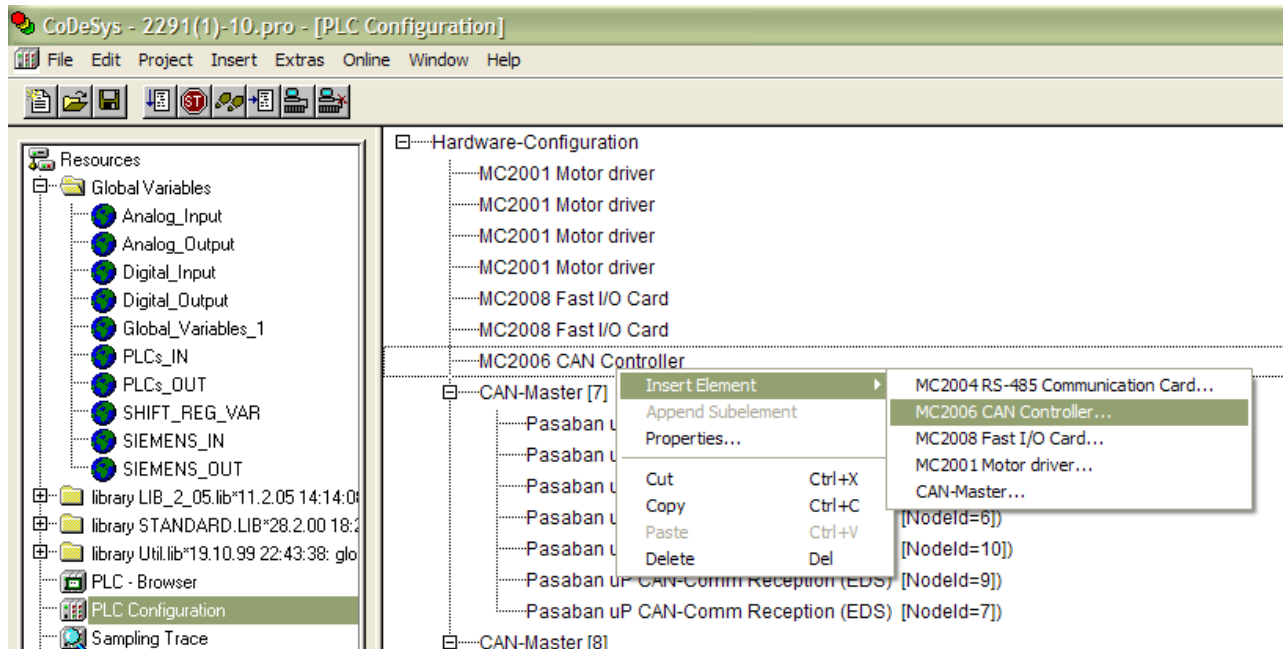 CoDeSys - 2291(1)-10.pro - [PLC Configuration]
File Edit Project Insert Extras Online Window Help
Resources
Global Variables
Analog_Input
Analog_Output
Digital_Input
Digital_Output
Global_Variables_1
PLCs_IN
PLCs_OUT
SHIFT_REG_VAR
SIEMENS_IN
SIEMENS_OUT
library LIB_2_05.lib*11.2.05 14:14:0
library STANDARD.LIB*28.2.00 18:2
library Util.lib*19.10.99 22:43:38: glo
PLC - Browser
PLC Configuration
Sampling Trace
Hardware-Configuration
MC2001 Motor driver
MC2001 Motor driver
MC2001 Motor driver
MC2001 Motor driver
MC2008 Fast I/O Card
MC2008 Fast I/O Card
MC2006 CAN Controller
CAN-Master [7]
Pasaban u
Pasaban u
Pasaban u
Pasaban u [NodeId=6])
Pasaban u [NodeId=10])
Pasaban uP CAN-Comm Reception (EDS) [NodeId=9])
Pasaban uP CAN-Comm Reception (EDS) [NodeId=7])
CAN-Master [8]
Insert Element
Append Subelement
Properties...
Cut Ctrl+X
Copy Ctrl+C
Paste Ctrl+V
Delete Del
MC2004 RS-485 Communication Card...
MC2006 CAN Controller...
MC2008 Fast I/O Card...
MC2001 Motor driver...
CAN-Master...